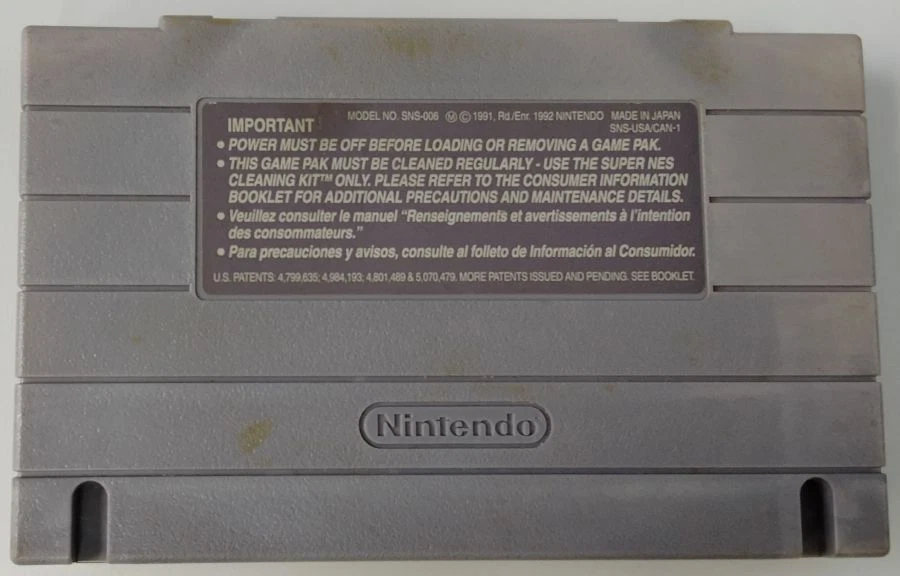 IMPORTANT MODEL NO. SNS-006 Ⓜ © 1991, Rd./Enr. 1992 NINTENDO MADE IN JAPAN
SNS-USA/CAN-1
• POWER MUST BE OFF BEFORE LOADING OR REMOVING A GAME PAK.
• THIS GAME PAK MUST BE CLEANED REGULARLY - USE THE SUPER NES
CLEANING KIT™ ONLY. PLEASE REFER TO THE CONSUMER INFORMATION
BOOKLET FOR ADDITIONAL PRECAUTIONS AND MAINTENANCE DETAILS.
• Veuillez consulter le manuel "Renseignements et avertissements à l'intention
des consommateurs."
• Para precauciones y avisos, consulte al folleto de Información al Consumidor.
U.S. PATENTS: 4,799,635; 4,984,193; 4,801,489 & 5,070,479. MORE PATENTS ISSUED AND PENDING. SEE BOOKLET.
Nintendo